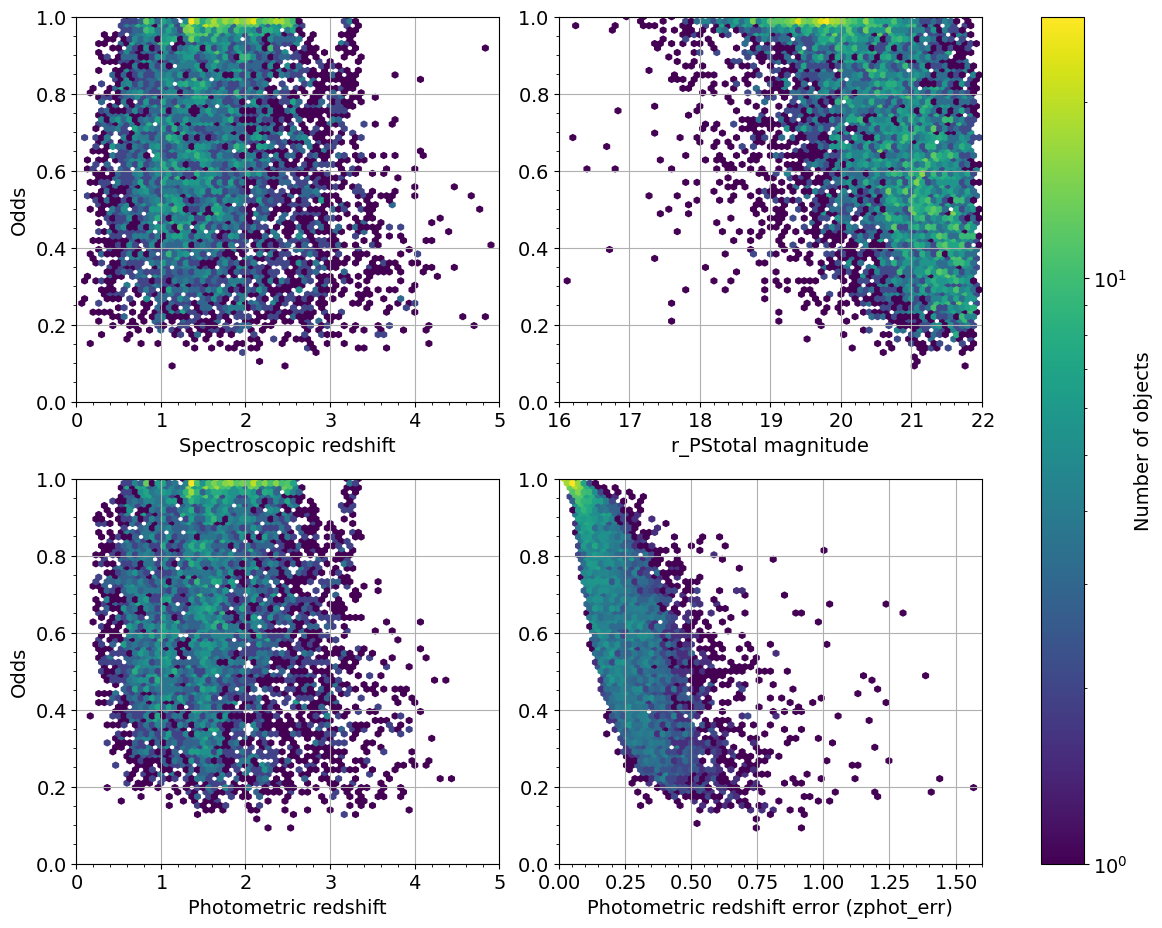 1.0
0.8
0.6
0.4
0.2
0.0
Odds
0 1 2 3 4 5
Spectroscopic redshift
1.0
0.8
0.6
0.4
0.2
0.0
16 17 18 19 20 21 22
r_PStotal magnitude
1.0
0.8
0.6
0.4
0.2
0.0
Odds
0 1 2 3 4 5
Photometric redshift
1.0
0.8
0.6
0.4
0.2
0.0
0.00 0.25 0.50 0.75 1.00 1.25 1.50
Photometric redshift error (zphot_err)
10¹
10⁰
Number of objects